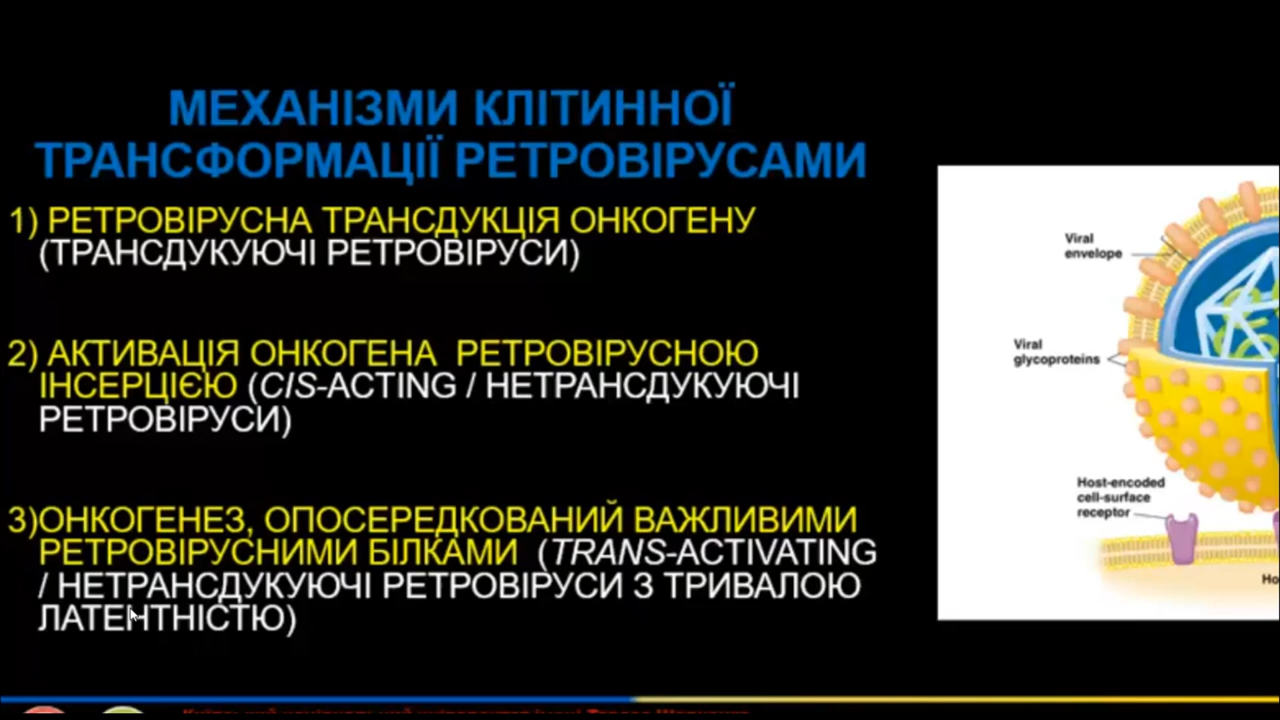 МЕХАНІЗМИ КЛІТИННОЇ
ТРАНСФОРМАЦІЇ РЕТРОВІРУСАМИ
1) РЕТРОВІРУСНА ТРАНСДУКЦІЯ ОНКОГЕНУ
(ТРАНСДУКУЮЧІ РЕТРОВІРУСИ)
2) АКТИВАЦІЯ ОНКОГЕНА РЕТРОВІРУСНОЮ
ІНСЕРЦІЄЮ (CIS-ACTING / НЕТРАНСДУКУЮЧІ
РЕТРОВІРУСИ)
3)ОНКОГЕНЕЗ, ОПОСЕРЕДКОВАНИЙ ВАЖЛИВИМИ
РЕТРОВІРУСНИМИ БІЛКАМИ (TRANS-ACTIVATING
/ НЕТРАНСДУКУЮЧІ РЕТРОВІРУСИ З ТРИВАЛОЮ
ЛАТЕНТНІСТЮ)
Viral
envelope
Viral
glycoproteins
Host-encoded
cell-surface
receptor